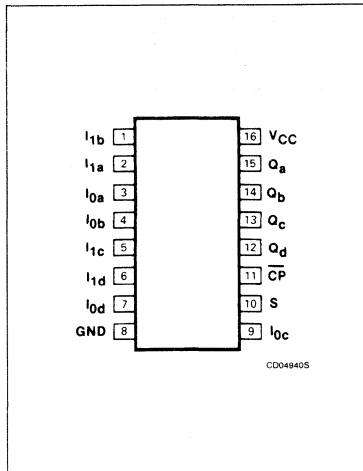 I1b 1 16 VCC
I1a 2 15 Qa
I0a 3 14 Qb
I0b 4 13 Qc
I1c 5 12 Qd
I1d 6 11 CP
I0d 7 10 S
GND 8 9 I0c
CD04940S